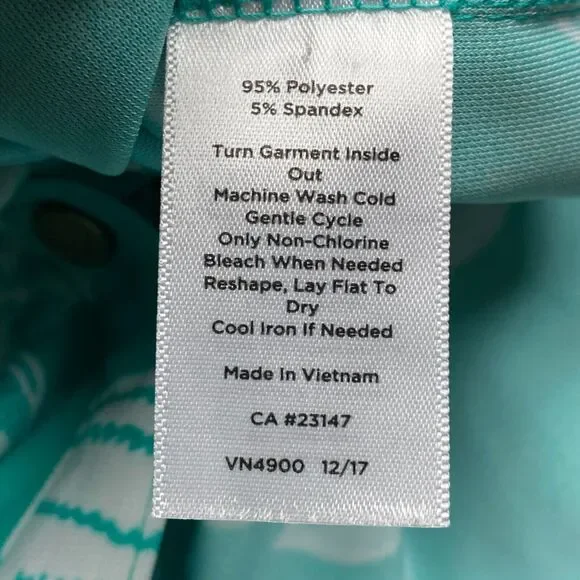 95% Polyester
5% Spandex
Turn Garment Inside
Out
Machine Wash Cold
Gentle Cycle
Only Non-Chlorine
Bleach When Needed
Reshape, Lay Flat To
Dry
Cool Iron If Needed
Made In Vietnam
CA #23147
VN4900 12/17